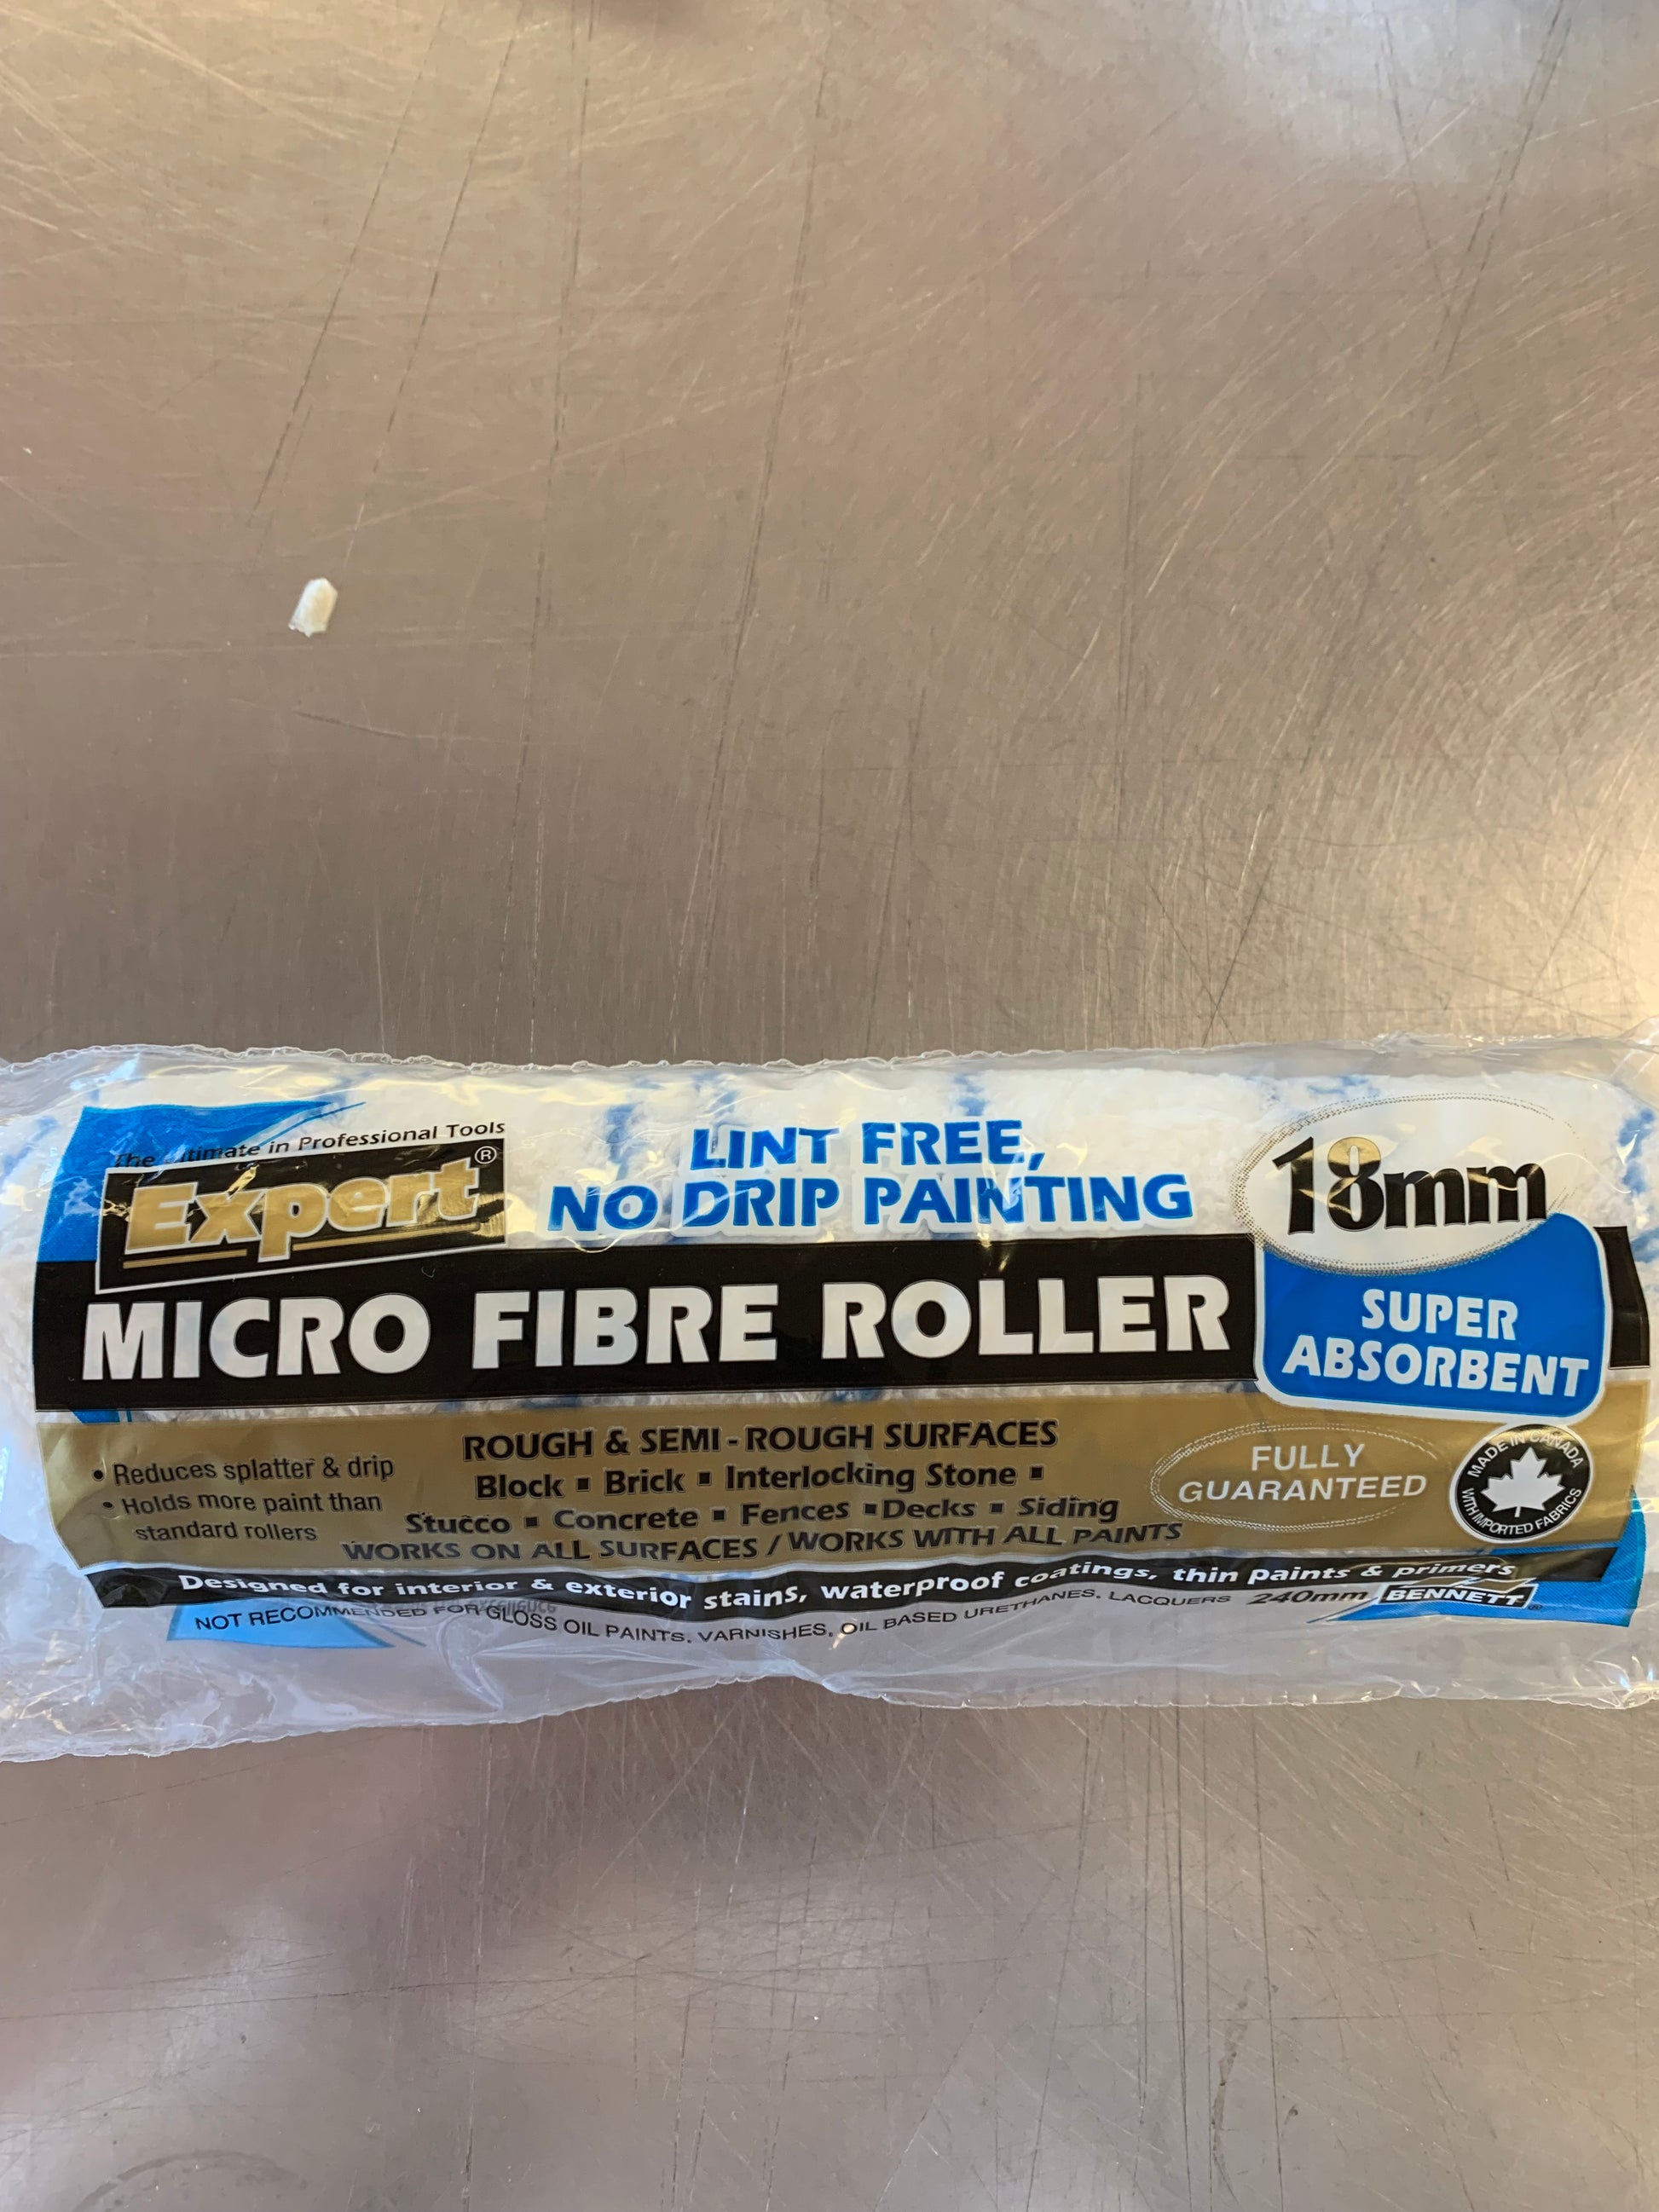 The Ultimate in Professional Tools
Expert®
LINT FREE,
NO DRIP PAINTING
18mm
SUPER
ABSORBENT
MICRO FIBRE ROLLER
• Reduces splatter & drip
• Holds more paint than
standard rollers
ROUGH & SEMI-ROUGH SURFACES
Block ▪ Brick ▪ Interlocking Stone ▪
Stucco ▪ Concrete ▪ Fences ▪ Decks ▪ Siding
WORKS ON ALL SURFACES / WORKS WITH ALL PAINTS
FULLY
GUARANTEED
MADE IN CANADA
WITH IMPORTED FABRICS
Designed for interior & exterior stains, waterproof coatings, thin paints & primers
NOT RECOMMENDED FOR GLOSS OIL PAINTS, VARNISHES, OIL BASED URETHANES, LACQUERS
240mm
BENNETT®